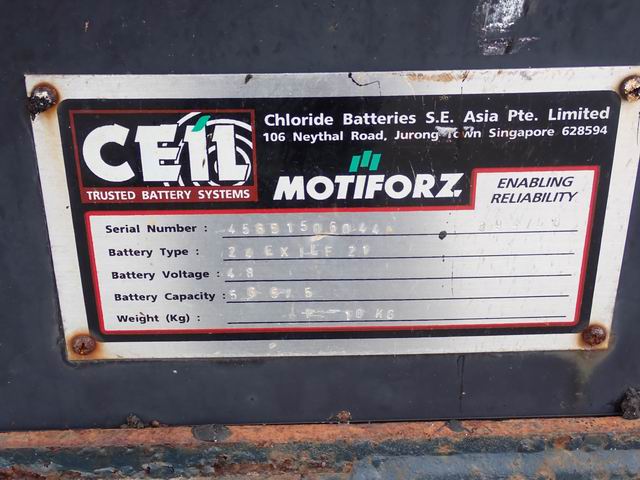 CEIL
TRUSTED BATTERY SYSTEMS
Chloride Batteries S.E. Asia Pte. Limited
106 Neythal Road, Jurong Town Singapore 628594
MOTIFORZ
ENABLING
RELIABILITY
Serial Number :
Battery Type :
Battery Voltage : 48
Battery Capacity :
Weight (Kg) : KG